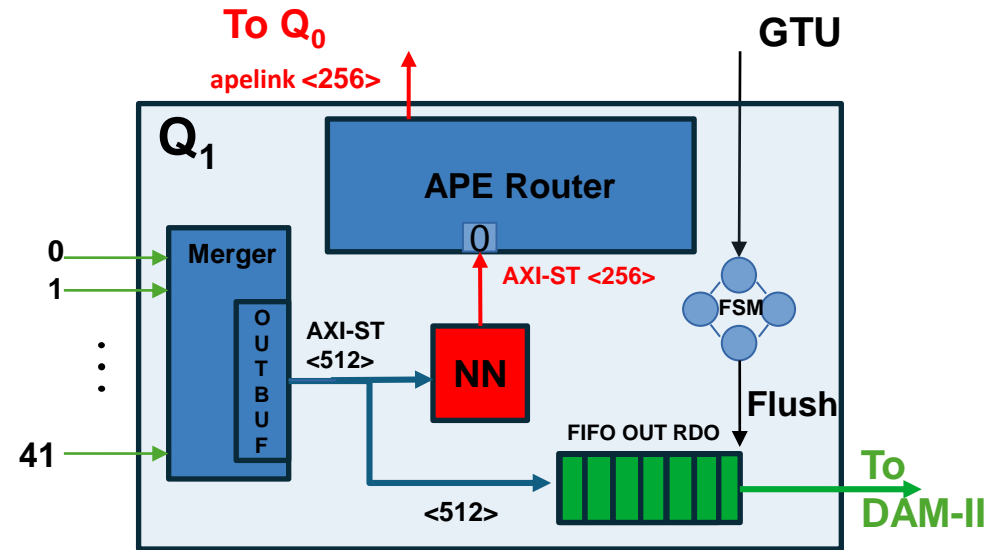 To Q0
apelink <256>
GTU
Q1
APE Router
0
AXI-ST <256>
0
1
41
Merger
OUTBUF
AXI-ST
<512>
NN
FSM
Flush
FIFO OUT RDO
<512>
To
DAM-II